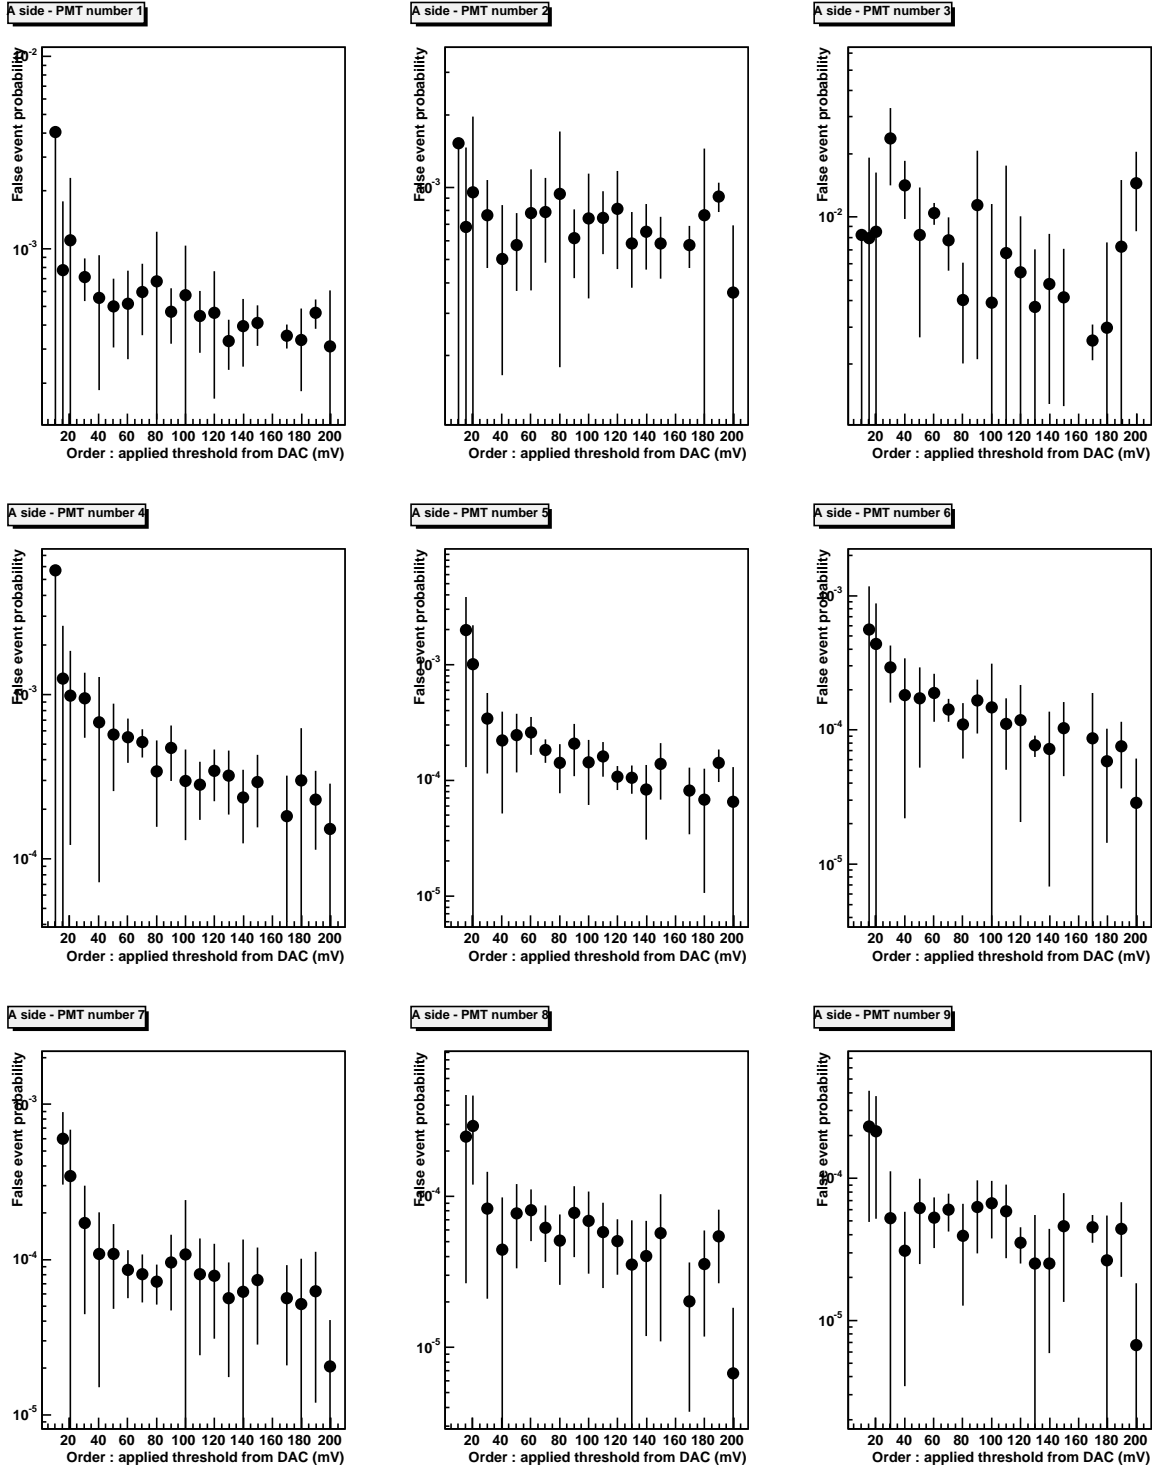 A side - PMT number 1
False event probability
10-2
10-3
20 40 60 80 100 120 140 160 180 200
Order : applied threshold from DAC (mV)
A side - PMT number 2
False event probability
10-3
20 40 60 80 100 120 140 160 180 200
Order : applied threshold from DAC (mV)
A side - PMT number 3
False event probability
10-2
20 40 60 80 100 120 140 160 180 200
Order : applied threshold from DAC (mV)
A side - PMT number 4
False event probability
10-3
10-4
20 40 60 80 100 120 140 160 180 200
Order : applied threshold from DAC (mV)
A side - PMT number 5
False event probability
10-3
10-4
10-5
20 40 60 80 100 120 140 160 180 200
Order : applied threshold from DAC (mV)
A side - PMT number 6
False event probability
10-3
10-4
10-5
20 40 60 80 100 120 140 160 180 200
Order : applied threshold from DAC (mV)
A side - PMT number 7
False event probability
10-3
10-4
10-5
20 40 60 80 100 120 140 160 180 200
Order : applied threshold from DAC (mV)
A side - PMT number 8
False event probability
10-4
10-5
20 40 60 80 100 120 140 160 180 200
Order : applied threshold from DAC (mV)
A side - PMT number 9
False event probability
10-4
10-5
20 40 60 80 100 120 140 160 180 200
Order : applied threshold from DAC (mV)